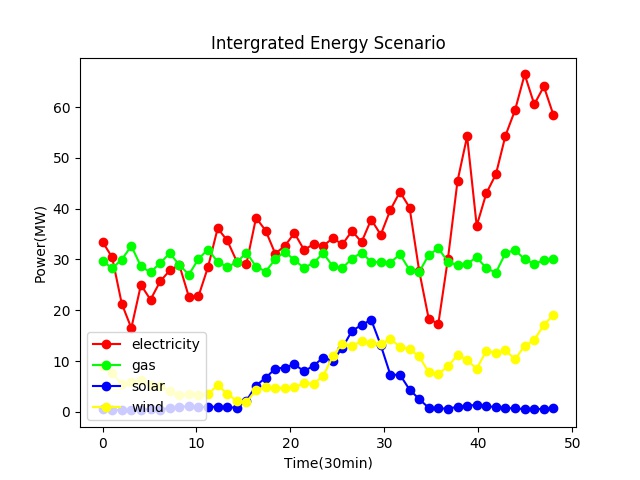 Intergrated Energy Scenario
Power(MW)
60
50
40
30
20
10
0
electricity
gas
solar
wind
0 10 20 30 40 50
Time(30min)